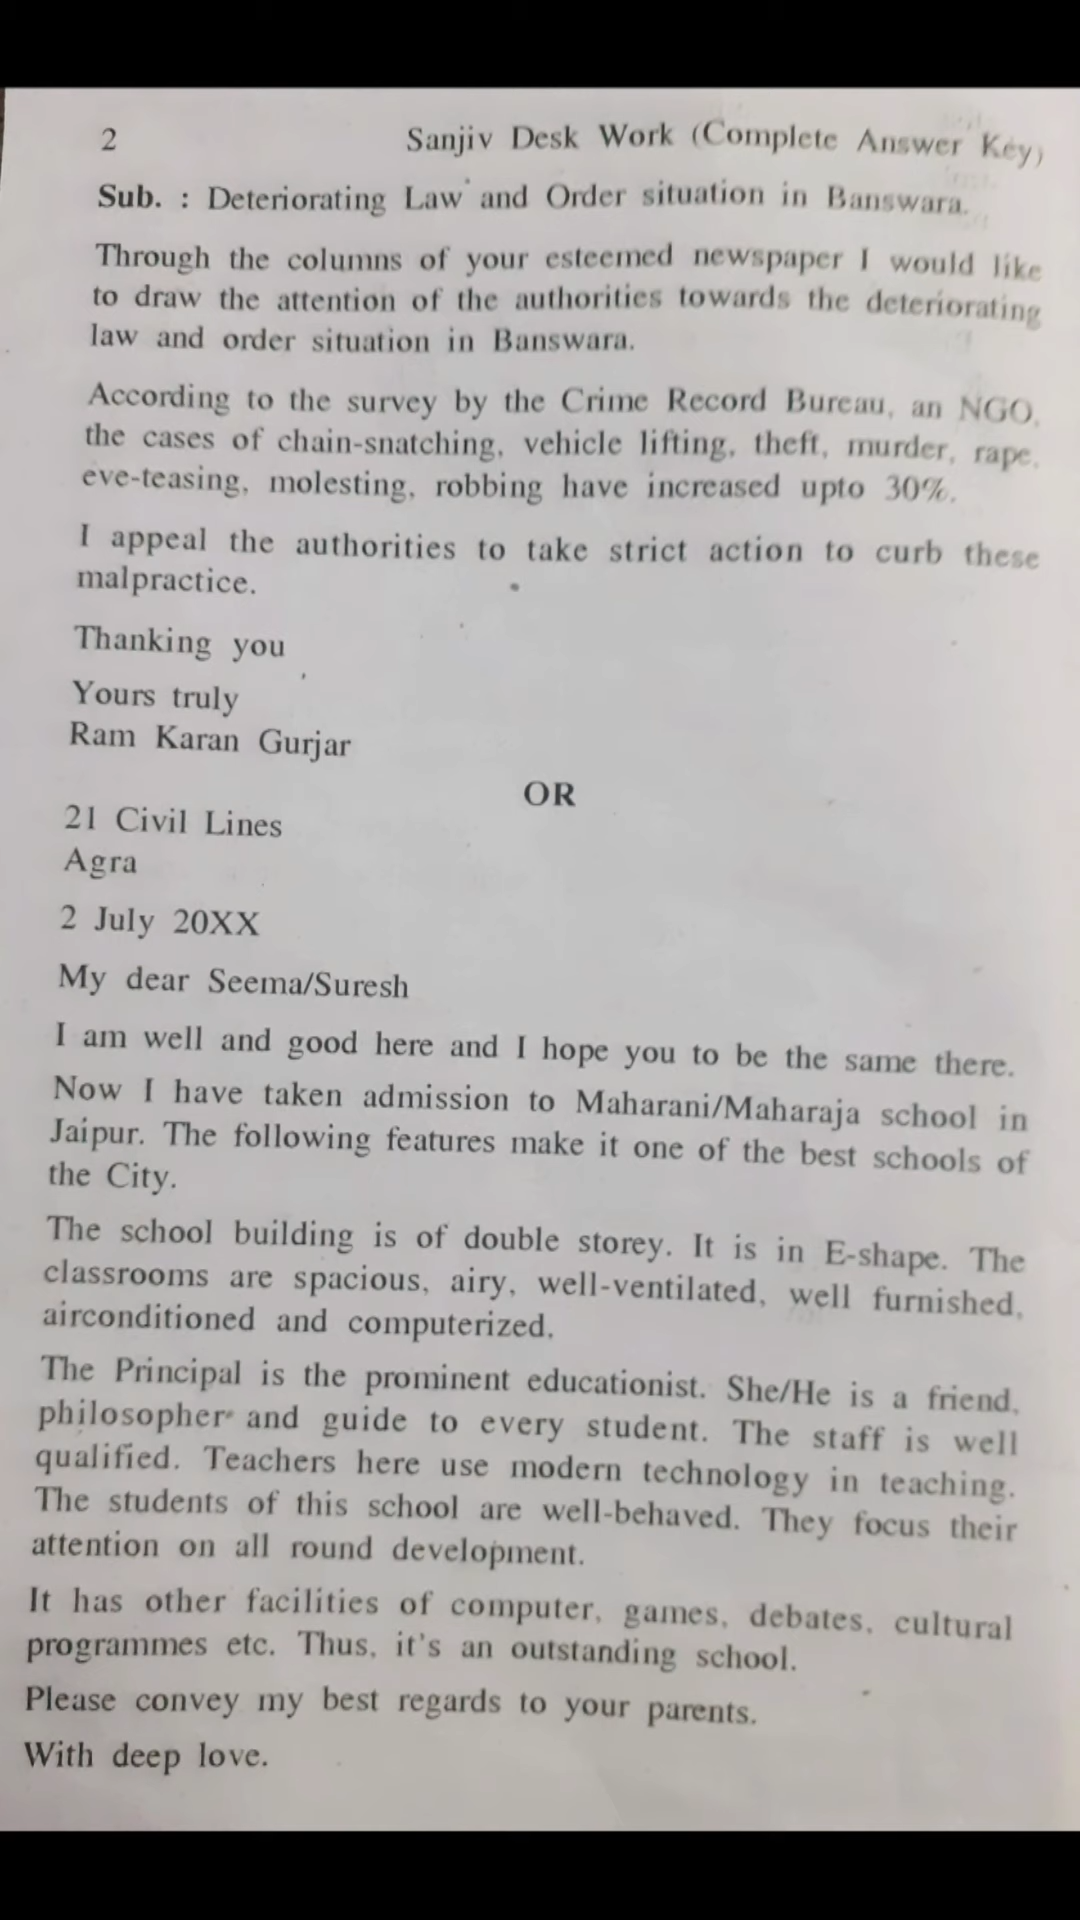 2 Sanjiv Desk Work (Complete Answer Key)
Sub. : Deteriorating Law and Order situation in Banswara.
Through the columns of your esteemed newspaper I would like
to draw the attention of the authorities towards the deteriorating
law and order situation in Banswara.
According to the survey by the Crime Record Bureau, an NGO,
the cases of chain-snatching, vehicle lifting, theft, murder, rape,
eve-teasing, molesting, robbing have increased upto 30%.
I appeal the authorities to take strict action to curb these
malpractice.
Thanking you
Yours truly
Ram Karan Gurjar
OR
21 Civil Lines
Agra
2 July 20XX
My dear Seema/Suresh
I am well and good here and I hope you to be the same there.
Now I have taken admission to Maharani/Maharaja school in
Jaipur. The following features make it one of the best schools of
the City.
The school building is of double storey. It is in E-shape. The
classrooms are spacious, airy, well-ventilated, well furnished,
airconditioned and computerized.
The Principal is the prominent educationist. She/He is a friend,
philosopher and guide to every student. The staff is well
qualified. Teachers here use modern technology in teaching.
The students of this school are well-behaved. They focus their
attention on all round development.
It has other facilities of computer, games, debates, cultural
programmes etc. Thus, it's an outstanding school.
Please convey my best regards to your parents.
With deep love.